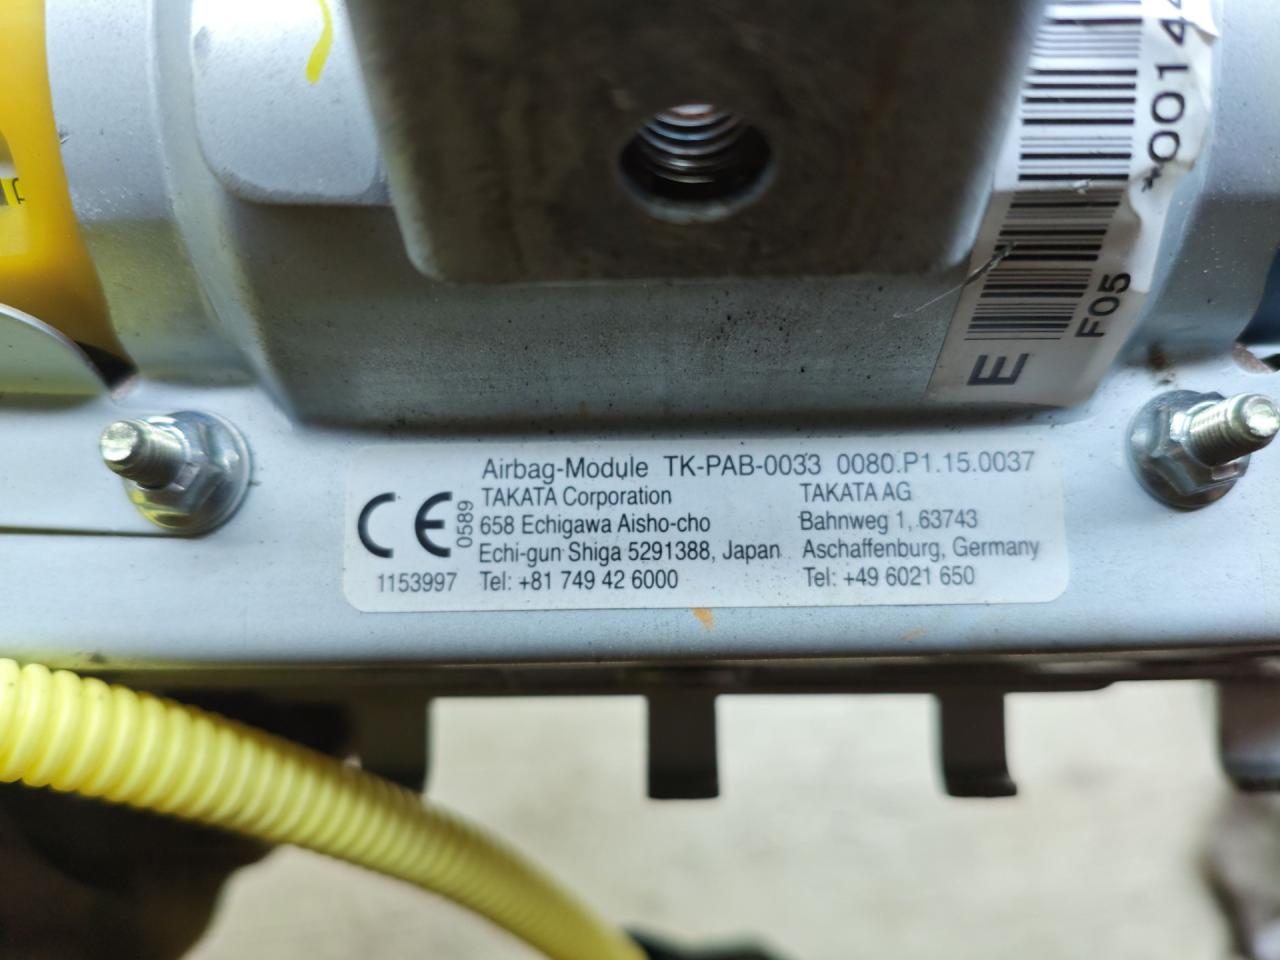 *00144
F05
E
Airbag-Module TK-PAB-0033 0080.P1.15.0037
CE 0589
1153997
TAKATA Corporation
658 Echigawa Aisho-cho
Echi-gun Shiga 5291388, Japan
Tel: +81 749 42 6000
TAKATA AG
Bahnweg 1, 63743
Aschaffenburg, Germany
Tel: +49 6021 650